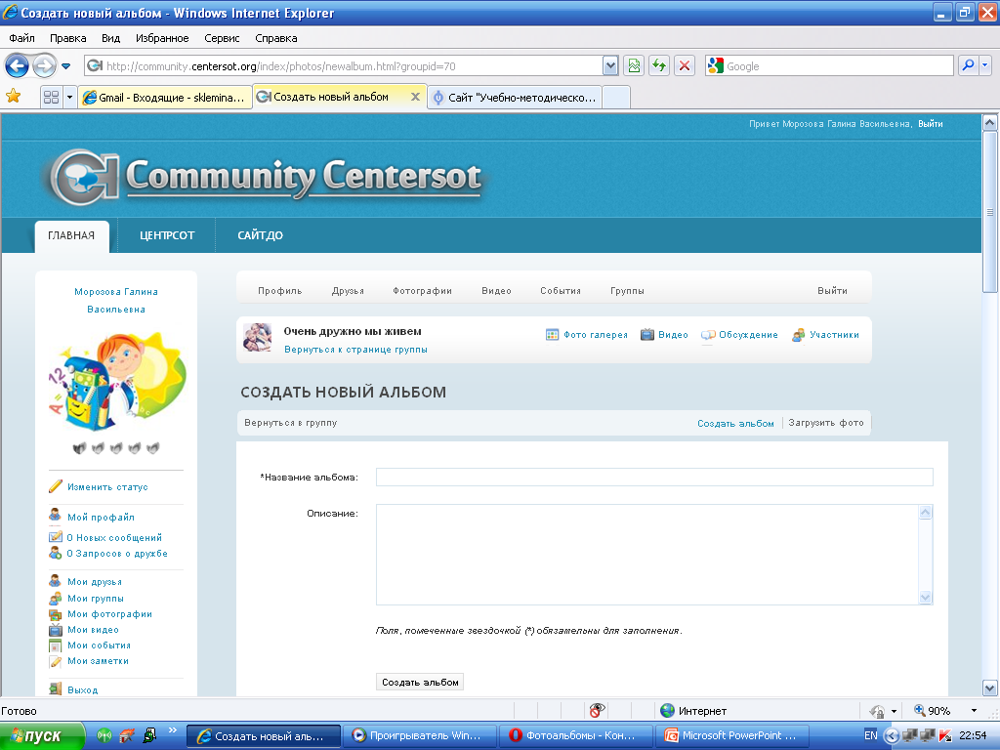 Создать новый альбом - Windows Internet Explorer
Файл Правка Вид Избранное Сервис Справка
http://community.centersot.org/index/photos/newalbum.html?groupid=70
Google
Gmail - Входящие - sklemina... Создать новый альбом Сайт "Учебно-методическо...
Привет Морозова Галина Васильевна, Выйти
Community Centersot
ГЛАВНАЯ ЦЕНТРСОТ САЙТДО
Морозова Галина
Васильевна
Изменить статус
Мой профайл
0 Новых сообщений
0 Запросов о дружбе
Мои друзья
Мои группы
Мои фотографии
Мои видео
Мои события
Мои заметки
Выход
Профиль Друзья Фотографии Видео События Группы Выйти
Очень дружно мы живем
Вернуться к странице группы
Фото галерея Видео Обсуждение Участники
СОЗДАТЬ НОВЫЙ АЛЬБОМ
Вернуться в группу Создать альбом Загрузить фото
*Название альбома:
Описание:
Поля, помеченные звездочкой (*) обязательны для заполнения.
Создать альбом
Готово Интернет 90%
пуск Создать новый аль... Проигрыватель Win... Фотоальбомы - Кон... Microsoft PowerPoint ... EN 22:54